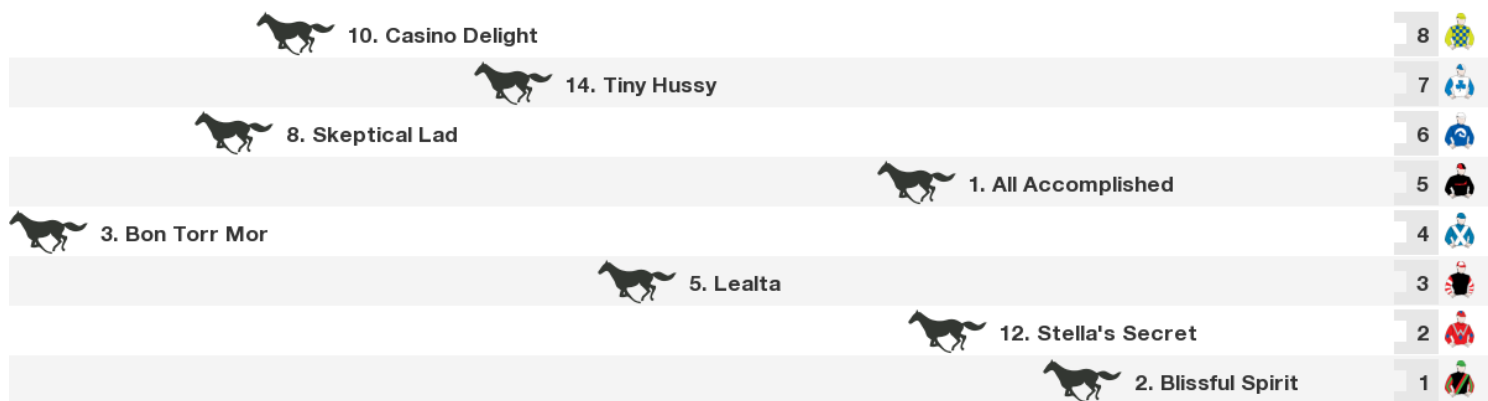 10. Casino Delight 8
14. Tiny Hussy 7
8. Skeptical Lad 6
1. All Accomplished 5
3. Bon Torr Mor 4
5. Lealta 3
12. Stella's Secret 2
2. Blissful Spirit 1